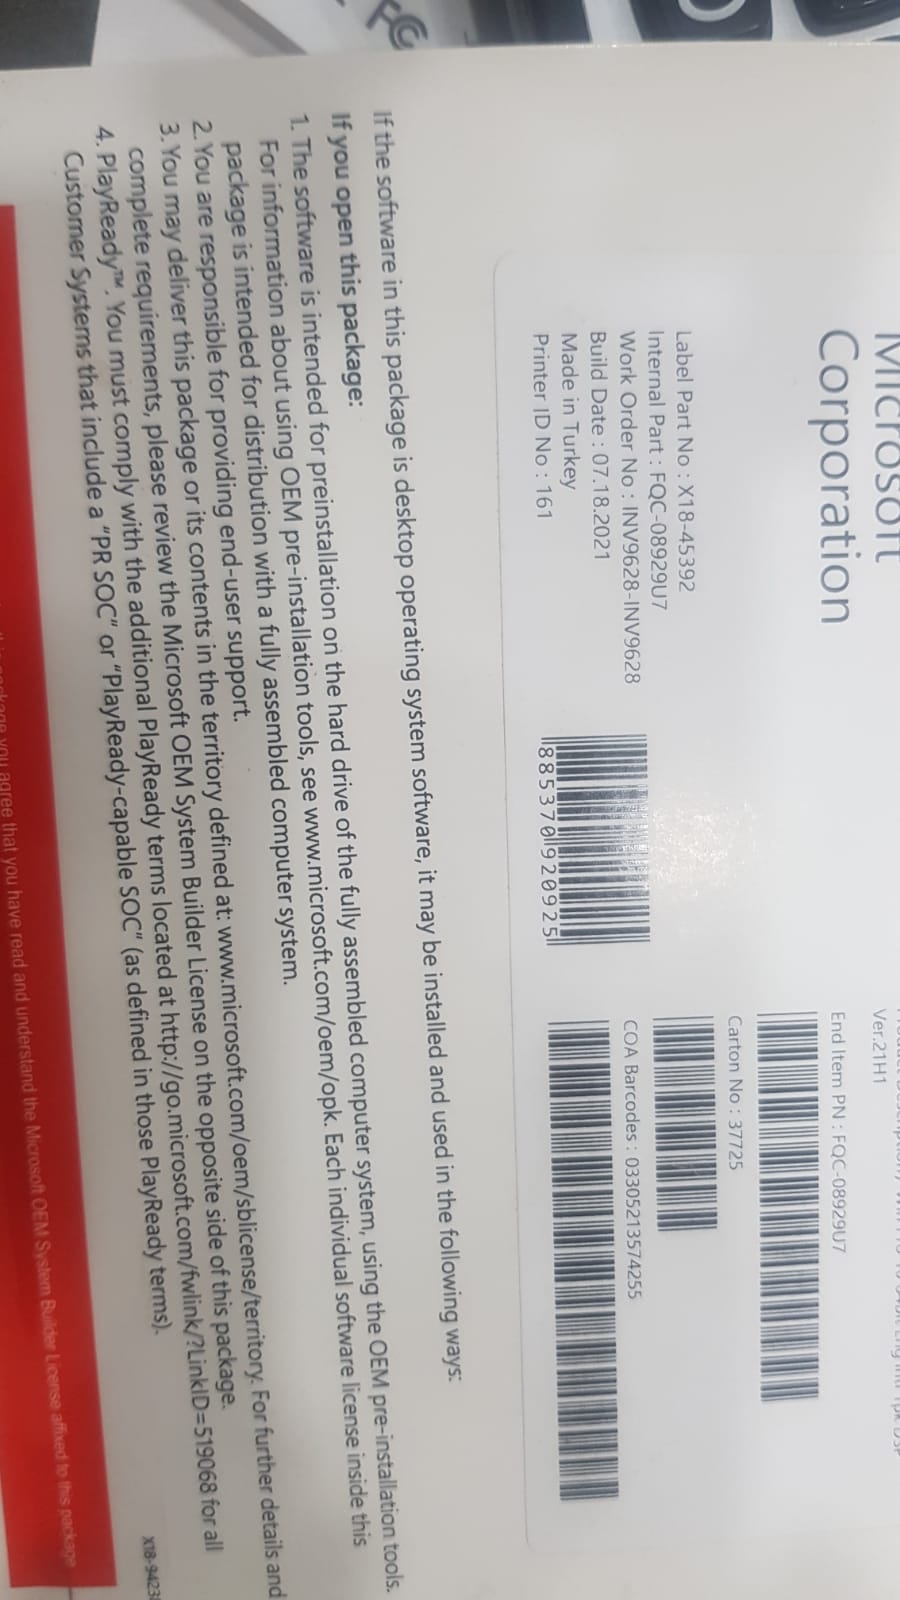 Microsoft
Corporation
Ver.21H1
End Item PN : FQC-08929U7
Label Part No : X18-45392
Internal Part : FQC-08929U7
Work Order No : INV9628-INV9628
Build Date : 07.18.2021
Made in Turkey
Printer ID No : 161
885370920925
Carton No : 37725
COA Barcodes : 03305213574255
If the software in this package is desktop operating system software, it may be installed and used in the following ways:
If you open this package:
1. The software is intended for preinstallation on the hard drive of the fully assembled computer system, using the OEM pre-installation tools.
For information about using OEM pre-installation tools, see www.microsoft.com/oem/opk. Each individual software license inside this
package is intended for distribution with a fully assembled computer system.
2. You are responsible for providing end-user support.
3. You may deliver this package or its contents in the territory defined at: www.microsoft.com/oem/sblicense/territory. For further details and
complete requirements, please review the Microsoft OEM System Builder License on the opposite side of this package.
4. PlayReady™. You must comply with the additional PlayReady terms located at http://go.microsoft.com/fwlink/?LinkID=519068 for all
Customer Systems that include a "PR SOC" or "PlayReady-capable SOC" (as defined in those PlayReady terms).
you agree that you have read and understand the Microsoft OEM System Builder License affixed to this package